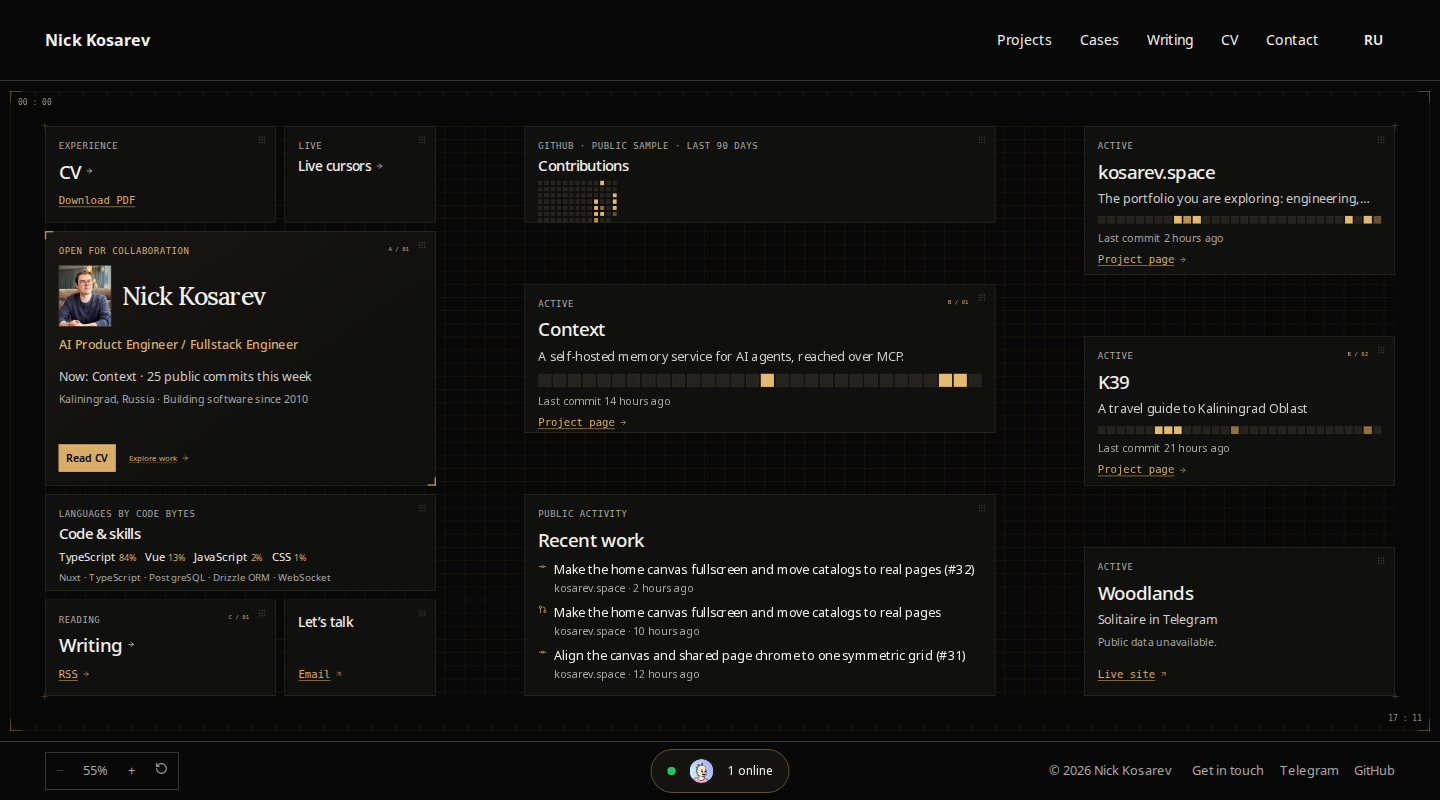 Nick Kosarev
Projects Cases Writing CV Contact RU
00 : 00
EXPERIENCE
CV →
Download PDF
LIVE
Live cursors →
GITHUB · PUBLIC SAMPLE · LAST 90 DAYS
Contributions
ACTIVE
kosarev.space
The portfolio you are exploring: engineering,…
Last commit 2 hours ago
Project page →
OPEN FOR COLLABORATION
A / 01
Nick Kosarev
AI Product Engineer / Fullstack Engineer
Now: Context · 25 public commits this week
Kaliningrad, Russia · Building software since 2010
Read CV
Explore work →
ACTIVE
B / 01
Context
A self-hosted memory service for AI agents, reached over MCP.
Last commit 14 hours ago
Project page →
ACTIVE
B / 02
K39
A travel guide to Kaliningrad Oblast
Last commit 21 hours ago
Project page →
LANGUAGES BY CODE BYTES
Code & skills
TypeScript 84% Vue 13% JavaScript 2% CSS 1%
Nuxt · TypeScript · PostgreSQL · Drizzle ORM · WebSocket
PUBLIC ACTIVITY
Recent work
Make the home canvas fullscreen and move catalogs to real pages (#32)
kosarev.space · 2 hours ago
Make the home canvas fullscreen and move catalogs to real pages
kosarev.space · 10 hours ago
Align the canvas and shared page chrome to one symmetric grid (#31)
kosarev.space · 12 hours ago
ACTIVE
Woodlands
Solitaire in Telegram
Public data unavailable.
Live site ↗
READING
C / 01
Writing →
RSS →
Let's talk
Email ↗
17 : 11
− 55% +
1 online
© 2026 Nick Kosarev Get in touch Telegram GitHub